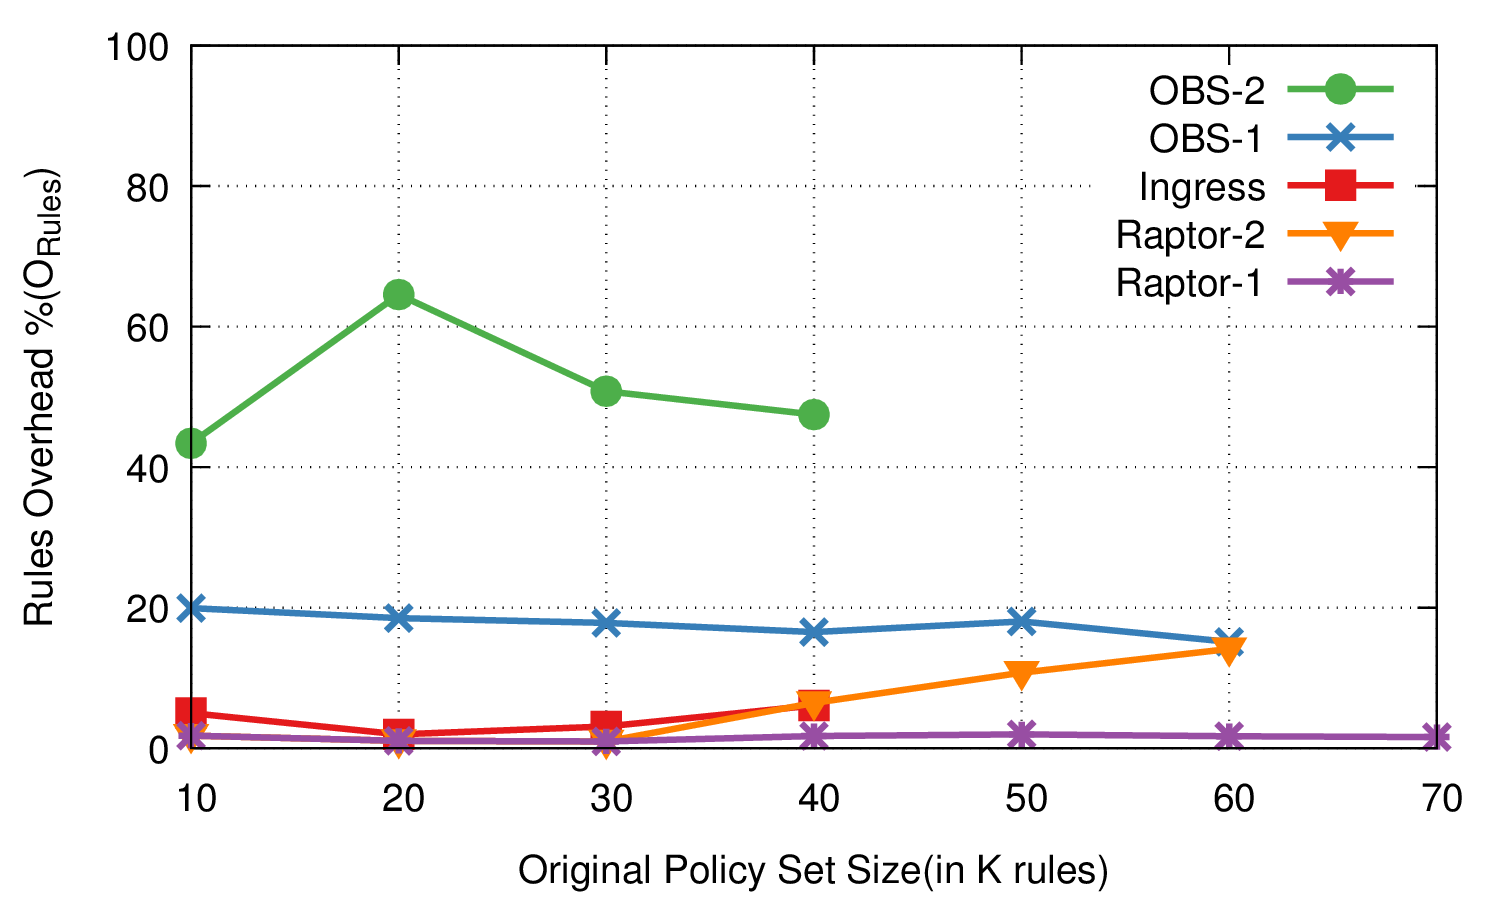 100
80
60
40
20
0
Rules Overhead %(O_Rules)
OBS-2
OBS-1
Ingress
Raptor-2
Raptor-1
10 20 30 40 50 60 70
Original Policy Set Size(in K rules)